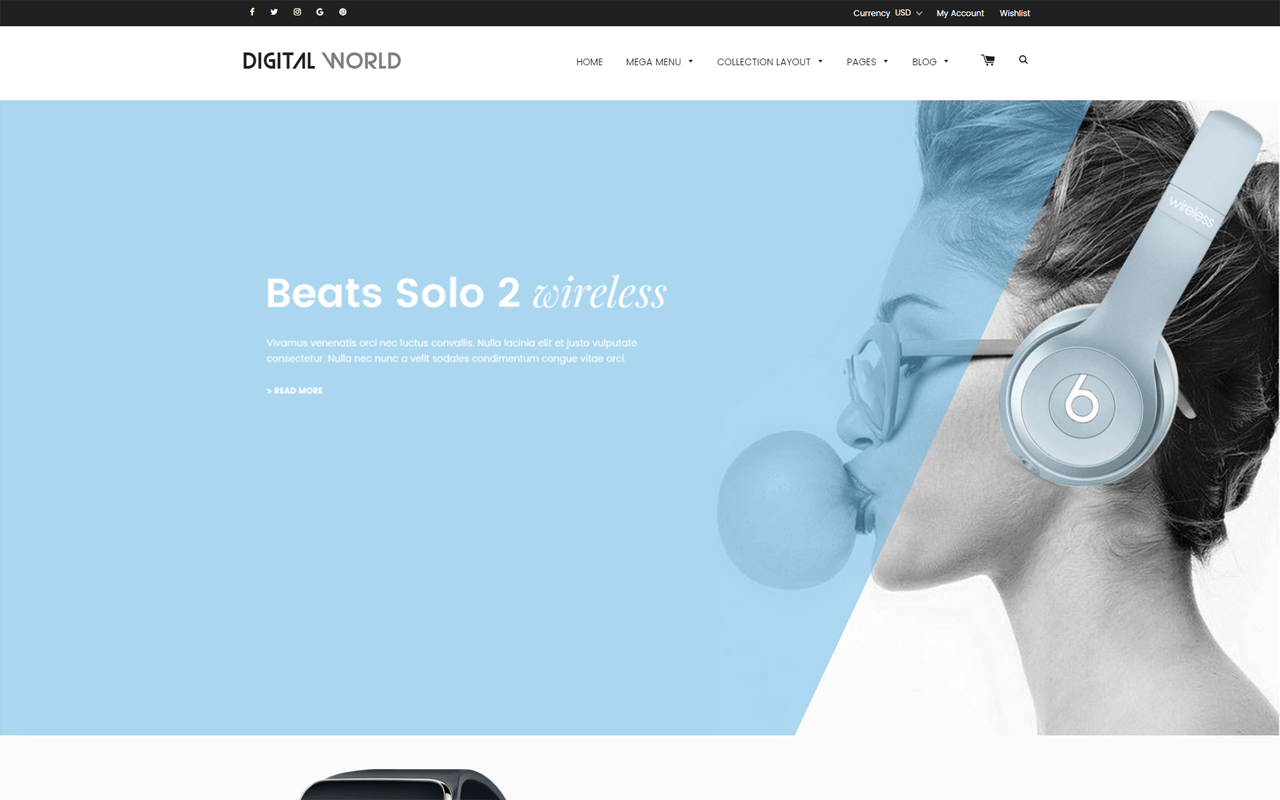 Currency USD My Account Wishlist
DIGITAL WORLD
HOME MEGA MENU COLLECTION LAYOUT PAGES BLOG
wireless
Beats Solo 2 wireless
Vivamus venenatis orci nec luctus convallis. Nulla lacinia elit et justo vulputate
consectetur. Nulla nec nunc a velit sodales condimentum congue vitae orci.
> READ MORE